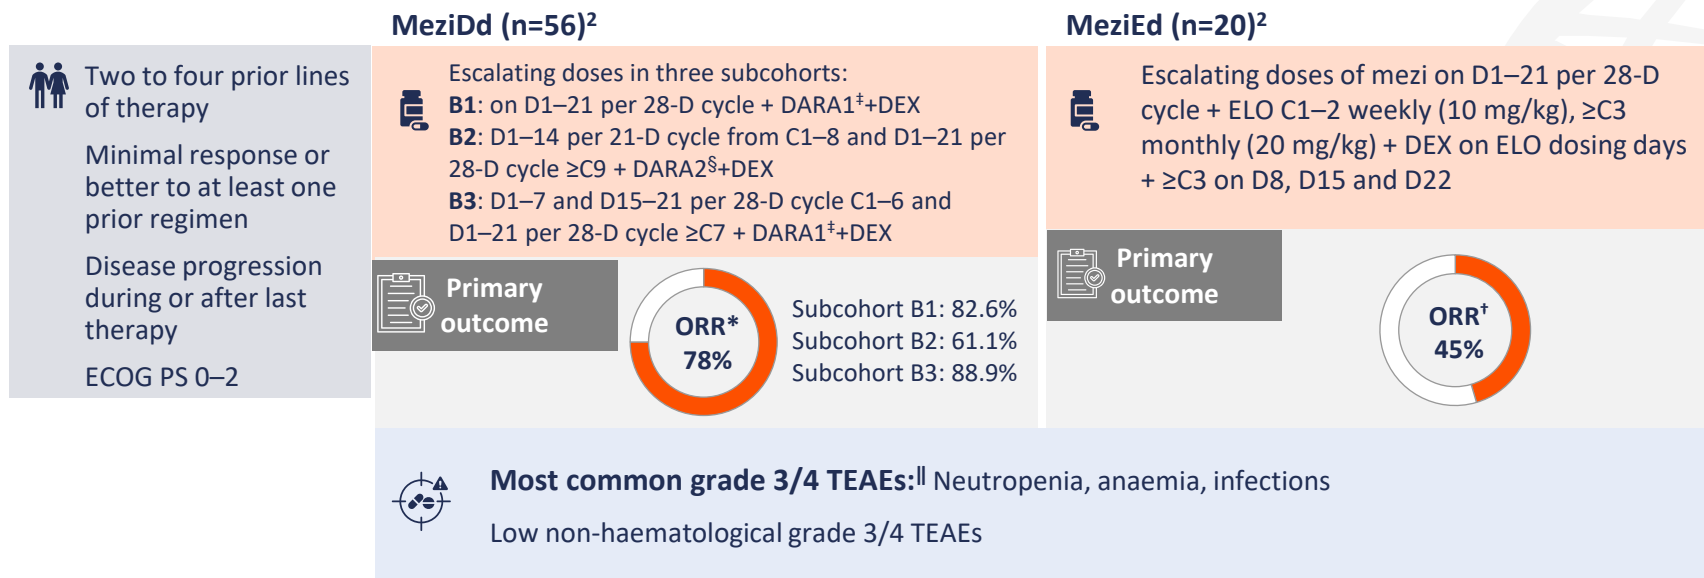 MeziDd (n=56)²
MeziEd (n=20)²
Two to four prior lines
of therapy
Minimal response or
better to at least one
prior regimen
Disease progression
during or after last
therapy
ECOG PS 0–2
Escalating doses in three subcohorts:
B1: on D1–21 per 28-D cycle + DARA1‡+DEX
B2: D1–14 per 21-D cycle from C1–8 and D1–21 per
28-D cycle ≥C9 + DARA2§+DEX
B3: D1–7 and D15–21 per 28-D cycle C1–6 and
D1–21 per 28-D cycle ≥C7 + DARA1‡+DEX
Escalating doses of mezi on D1–21 per 28-D
cycle + ELO C1–2 weekly (10 mg/kg), ≥C3
monthly (20 mg/kg) + DEX on ELO dosing days
+ ≥C3 on D8, D15 and D22
Primary
outcome
ORR*
78%
Subcohort B1: 82.6%
Subcohort B2: 61.1%
Subcohort B3: 88.9%
Primary
outcome
ORR†
45%
Most common grade 3/4 TEAEs:‖ Neutropenia, anaemia, infections
Low non-haematological grade 3/4 TEAEs